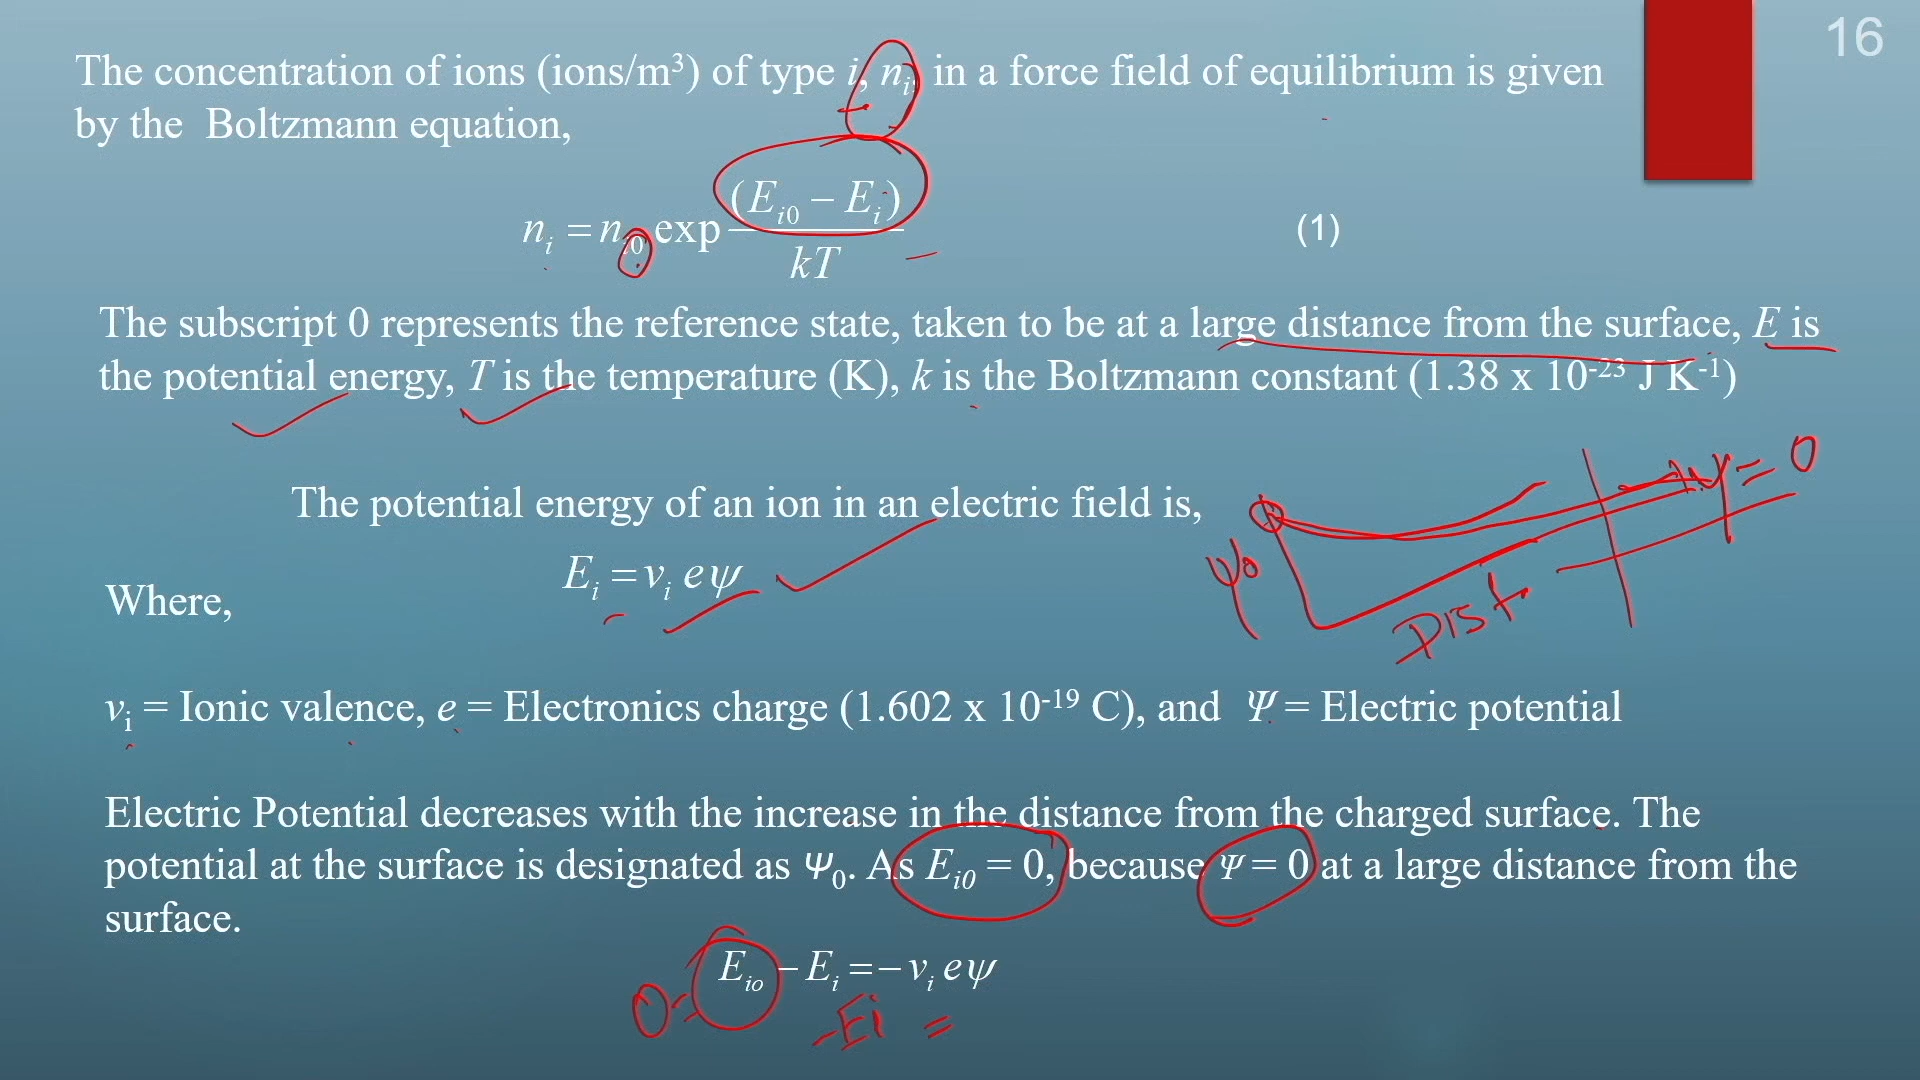 16
The concentration of ions (ions/m³) of type i, nᵢ, in a force field of equilibrium is given
by the Boltzmann equation,
nᵢ = nᵢ₀ exp (Eᵢ₀ − Eᵢ) / kT (1)
The subscript 0 represents the reference state, taken to be at a large distance from the surface, E is
the potential energy, T is the temperature (K), k is the Boltzmann constant (1.38 x 10⁻²³ J K⁻¹)
ψ = 0
The potential energy of an ion in an electric field is,
Eᵢ = vᵢ eψ
ψ₀
Dist
Where,
vᵢ = Ionic valence, e = Electronics charge (1.602 x 10⁻¹⁹ C), and Ψ = Electric potential
Electric Potential decreases with the increase in the distance from the charged surface. The
potential at the surface is designated as Ψ₀. As Eᵢ₀ = 0, because Ψ = 0 at a large distance from the
surface.
Eᵢₒ − Eᵢ = − vᵢ eψ
0 =
-Ei =